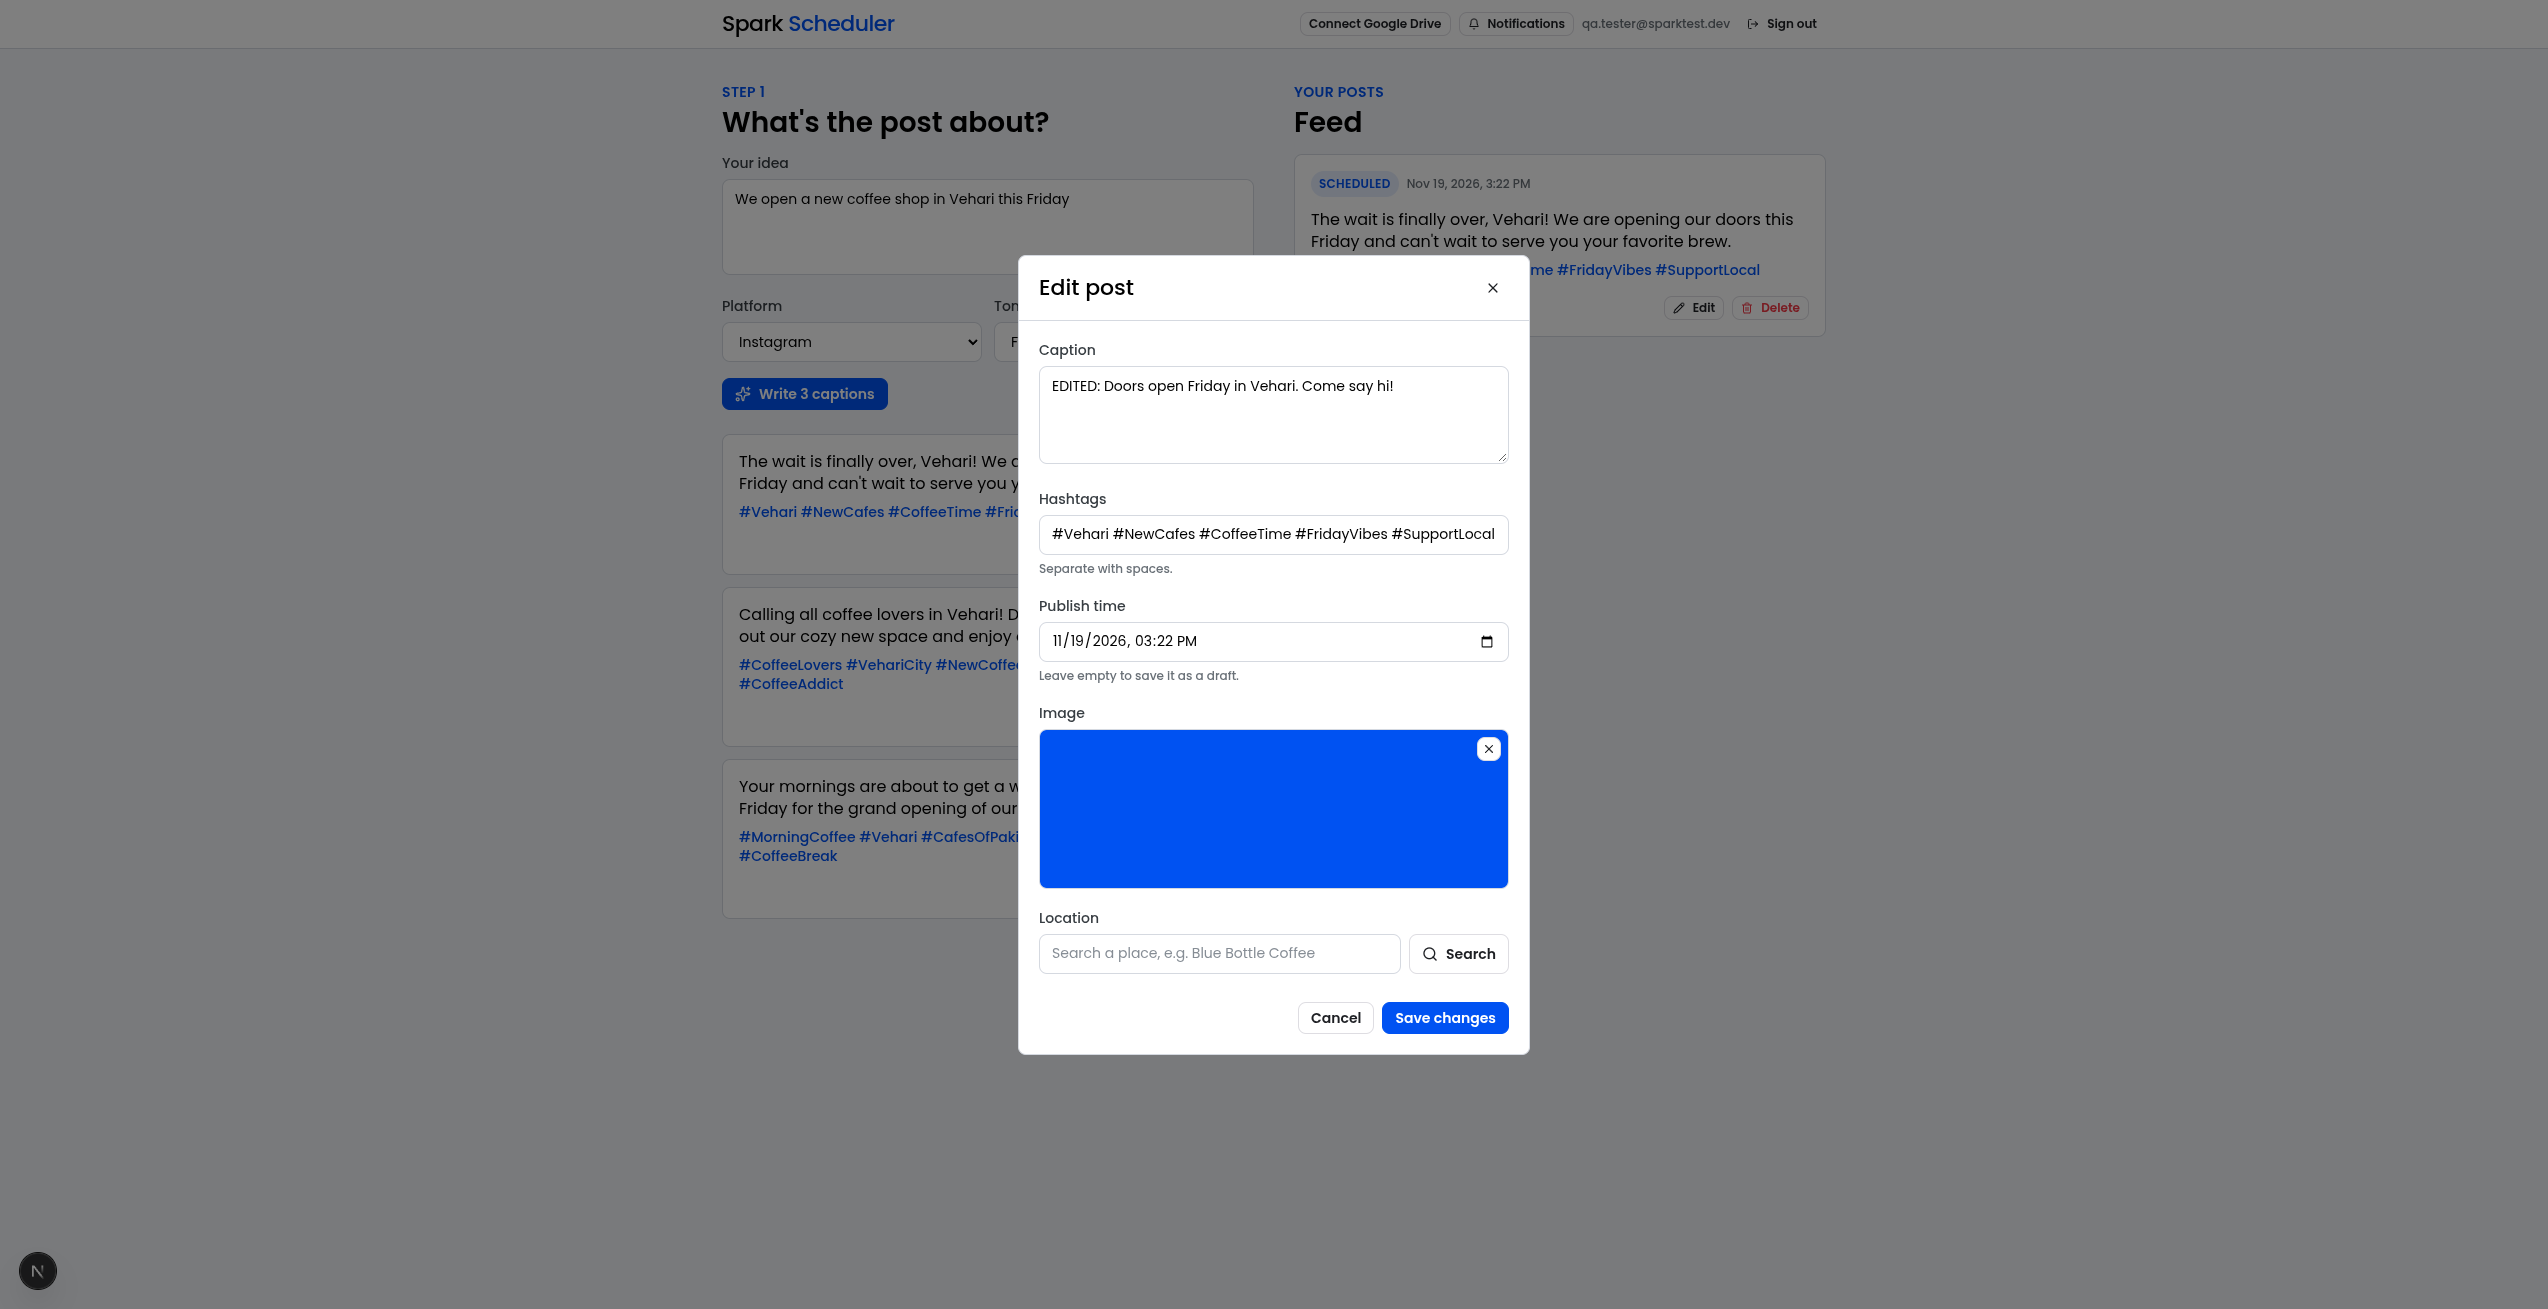 Spark Scheduler
Connect Google Drive
Notifications
qa.tester@sparktest.dev
Sign out
STEP 1
What's the post about?
Your idea
We open a new coffee shop in Vehari this Friday
Platform
Instagram
Write 3 captions
The wait is finally over, Vehari! We
Friday and can't wait to serve you
#Vehari #NewCafes #CoffeeTime
Calling all coffee lovers in Vehari!
out our cozy new space and enjoy
#CoffeeLovers #VehariCity
#CoffeeAddict
Your mornings are about to get a
Friday for the grand opening of our
#MorningCoffee #Vehari
#CoffeeBreak
YOUR POSTS
Feed
SCHEDULED
Nov 19, 2026, 3:22 PM
The wait is finally over, Vehari! We are opening our doors this
Friday and can't wait to serve you your favorite brew.
#FridayVibes #SupportLocal
Edit
Delete
Edit post
Caption
EDITED: Doors open Friday in Vehari. Come say hi!
Hashtags
#Vehari #NewCafes #CoffeeTime #FridayVibes #SupportLocal
Separate with spaces.
Publish time
11/19/2026, 03:22 PM
Leave empty to save it as a draft.
Image
Location
Search a place, e.g. Blue Bottle Coffee
Search
Cancel
Save changes
N